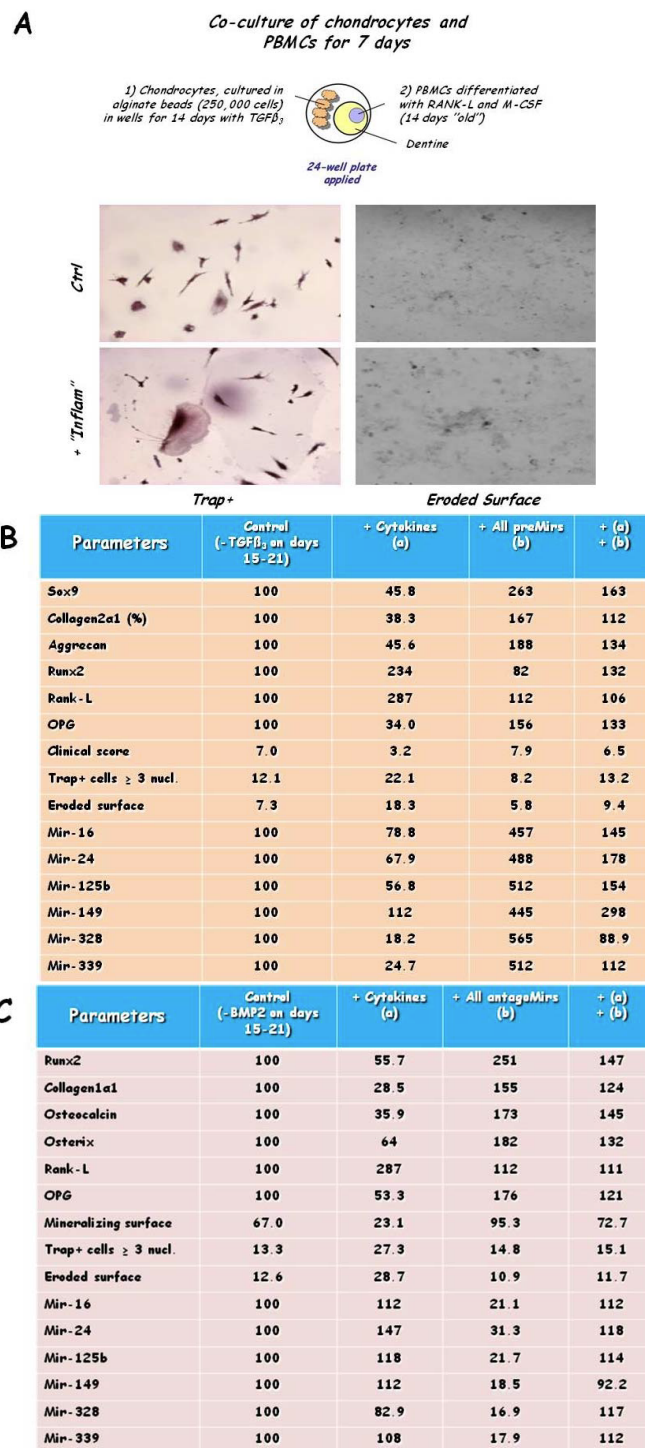 A
Co-culture of chondrocytes and
PBMCs for 7 days
1) Chondrocytes, cultured in
alginate beads (250,000 cells)
in wells for 14 days with TGFβ3
2) PBMCs differentiated
with RANK-L and M-CSF
(14 days "old")
Dentine
24-well plate
applied
Ctrl
+ "Inflam"
Trap+ Eroded Surface
B
Parameters Control (-TGFβ3 on days 15-21) + Cytokines (a) + All preMirs (b) + (a) + (b)
Sox9 100 45.8 263 163
Collagen2a1 (%) 100 38.3 167 112
Aggrecan 100 45.6 188 134
Runx2 100 234 82 132
Rank-L 100 287 112 106
OPG 100 34.0 156 133
Clinical score 7.0 3.2 7.9 6.5
Trap+ cells ≥ 3 nucl. 12.1 22.1 8.2 13.2
Eroded surface 7.3 18.3 5.8 9.4
Mir-16 100 78.8 457 145
Mir-24 100 67.9 488 178
Mir-125b 100 56.8 512 154
Mir-149 100 112 445 298
Mir-328 100 18.2 565 88.9
Mir-339 100 24.7 512 112
C
Parameters Control (-BMP2 on days 15-21) + Cytokines (a) + All antagoMirs (b) + (a) + (b)
Runx2 100 55.7 251 147
Collagen1a1 100 28.5 155 124
Osteocalcin 100 35.9 173 145
Osterix 100 64 182 132
Rank-L 100 287 112 111
OPG 100 53.3 176 121
Mineralizing surface 67.0 23.1 95.3 72.7
Trap+ cells ≥ 3 nucl. 13.3 27.3 14.8 15.1
Eroded surface 12.6 28.7 10.9 11.7
Mir-16 100 112 21.1 112
Mir-24 100 147 31.3 118
Mir-125b 100 118 21.7 114
Mir-149 100 112 18.5 92.2
Mir-328 100 82.9 16.9 117
Mir-339 100 108 17.9 112